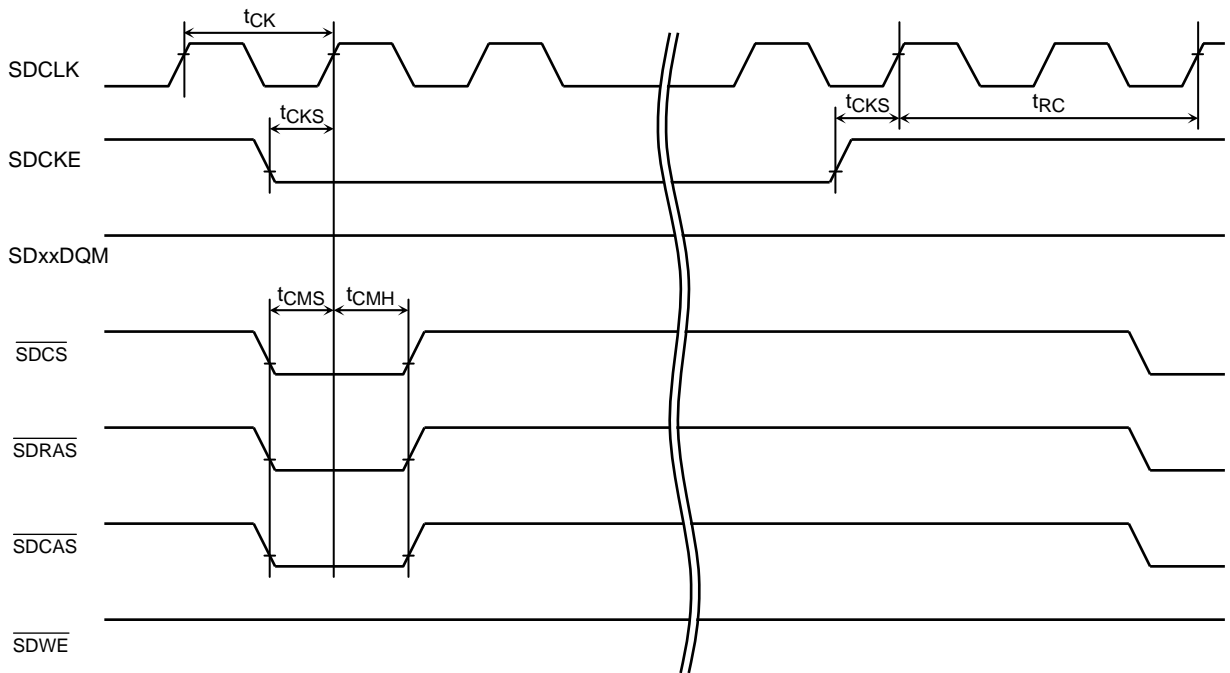 tCK
SDCLK
tCKS
tCKS
tRC
SDCKE
SDxxDQM
tCMS
tCMH
SDCS
SDRAS
SDCAS
SDWE